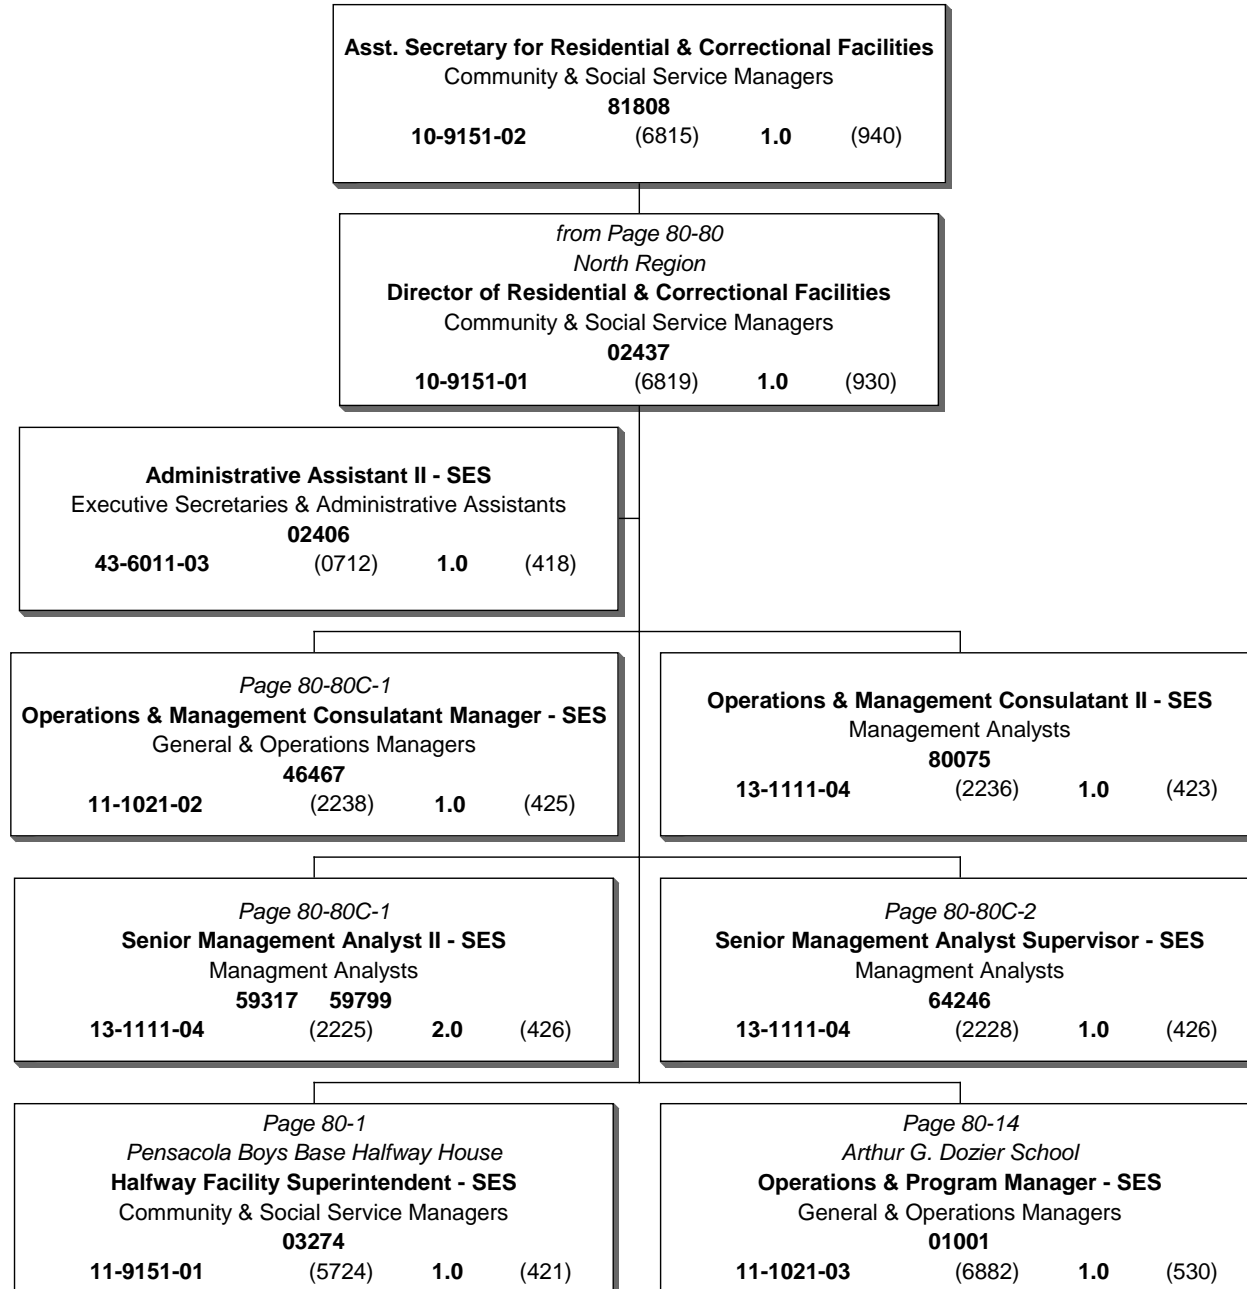 Asst. Secretary for Residential & Correctional Facilities
Community & Social Service Managers
81808
10-9151-02 (6815) 1.0 (940)
from Page 80-80
North Region
Director of Residential & Correctional Facilities
Community & Social Service Managers
02437
10-9151-01 (6819) 1.0 (930)
Administrative Assistant II - SES
Executive Secretaries & Administrative Assistants
02406
43-6011-03 (0712) 1.0 (418)
Page 80-80C-1
Operations & Management Consulatant Manager - SES
General & Operations Managers
46467
11-1021-02 (2238) 1.0 (425)
Operations & Management Consulatant II - SES
Management Analysts
80075
13-1111-04 (2236) 1.0 (423)
Page 80-80C-1
Senior Management Analyst II - SES
Managment Analysts
59317 59799
13-1111-04 (2225) 2.0 (426)
Page 80-80C-2
Senior Management Analyst Supervisor - SES
Managment Analysts
64246
13-1111-04 (2228) 1.0 (426)
Page 80-1
Pensacola Boys Base Halfway House
Halfway Facility Superintendent - SES
Community & Social Service Managers
03274
11-9151-01 (5724) 1.0 (421)
Page 80-14
Arthur G. Dozier School
Operations & Program Manager - SES
General & Operations Managers
01001
11-1021-03 (6882) 1.0 (530)